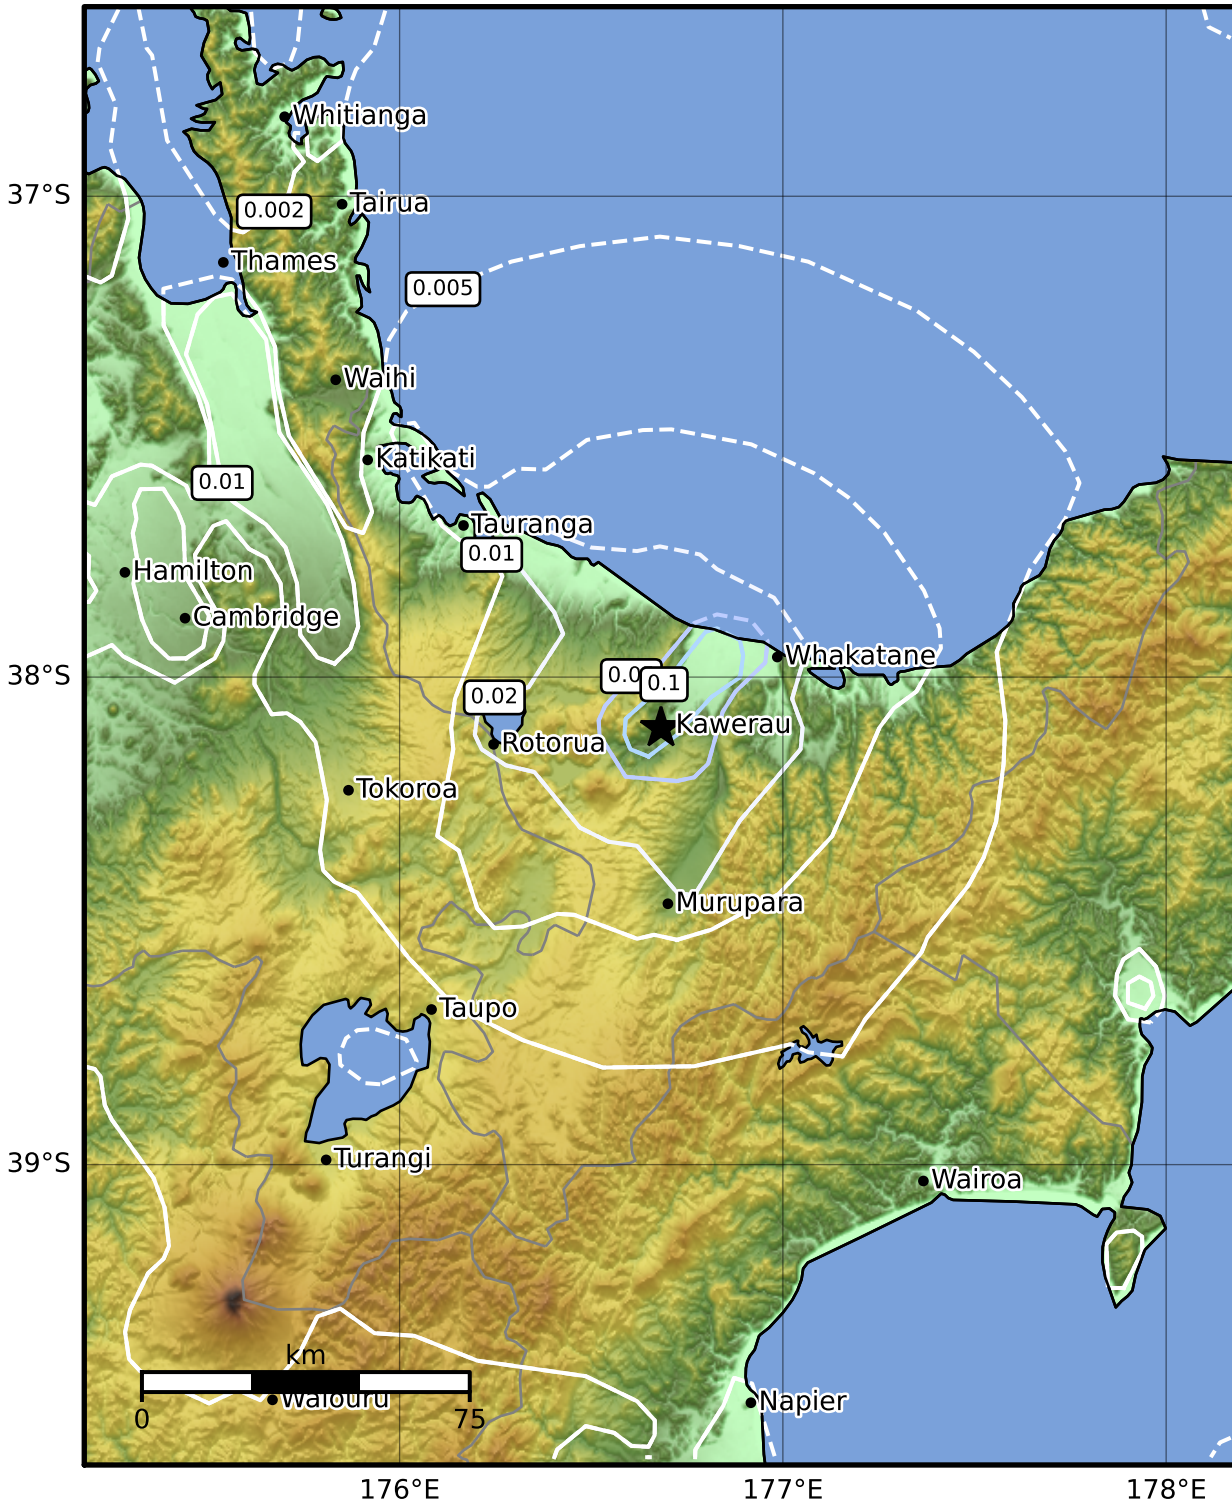 Whitianga
37°S
0.002
Tairua
Thames
0.005
Waihi
Katikati
0.01
Tauranga
0.01
Hamilton
Cambridge
Whakatane
38°S
0.1
0.02
Kawerau
Rotorua
Tokoroa
Murupara
Taupo
Turangi
39°S
Wairoa
km
Waiouru
Napier
0
75
176°E
177°E
178°E